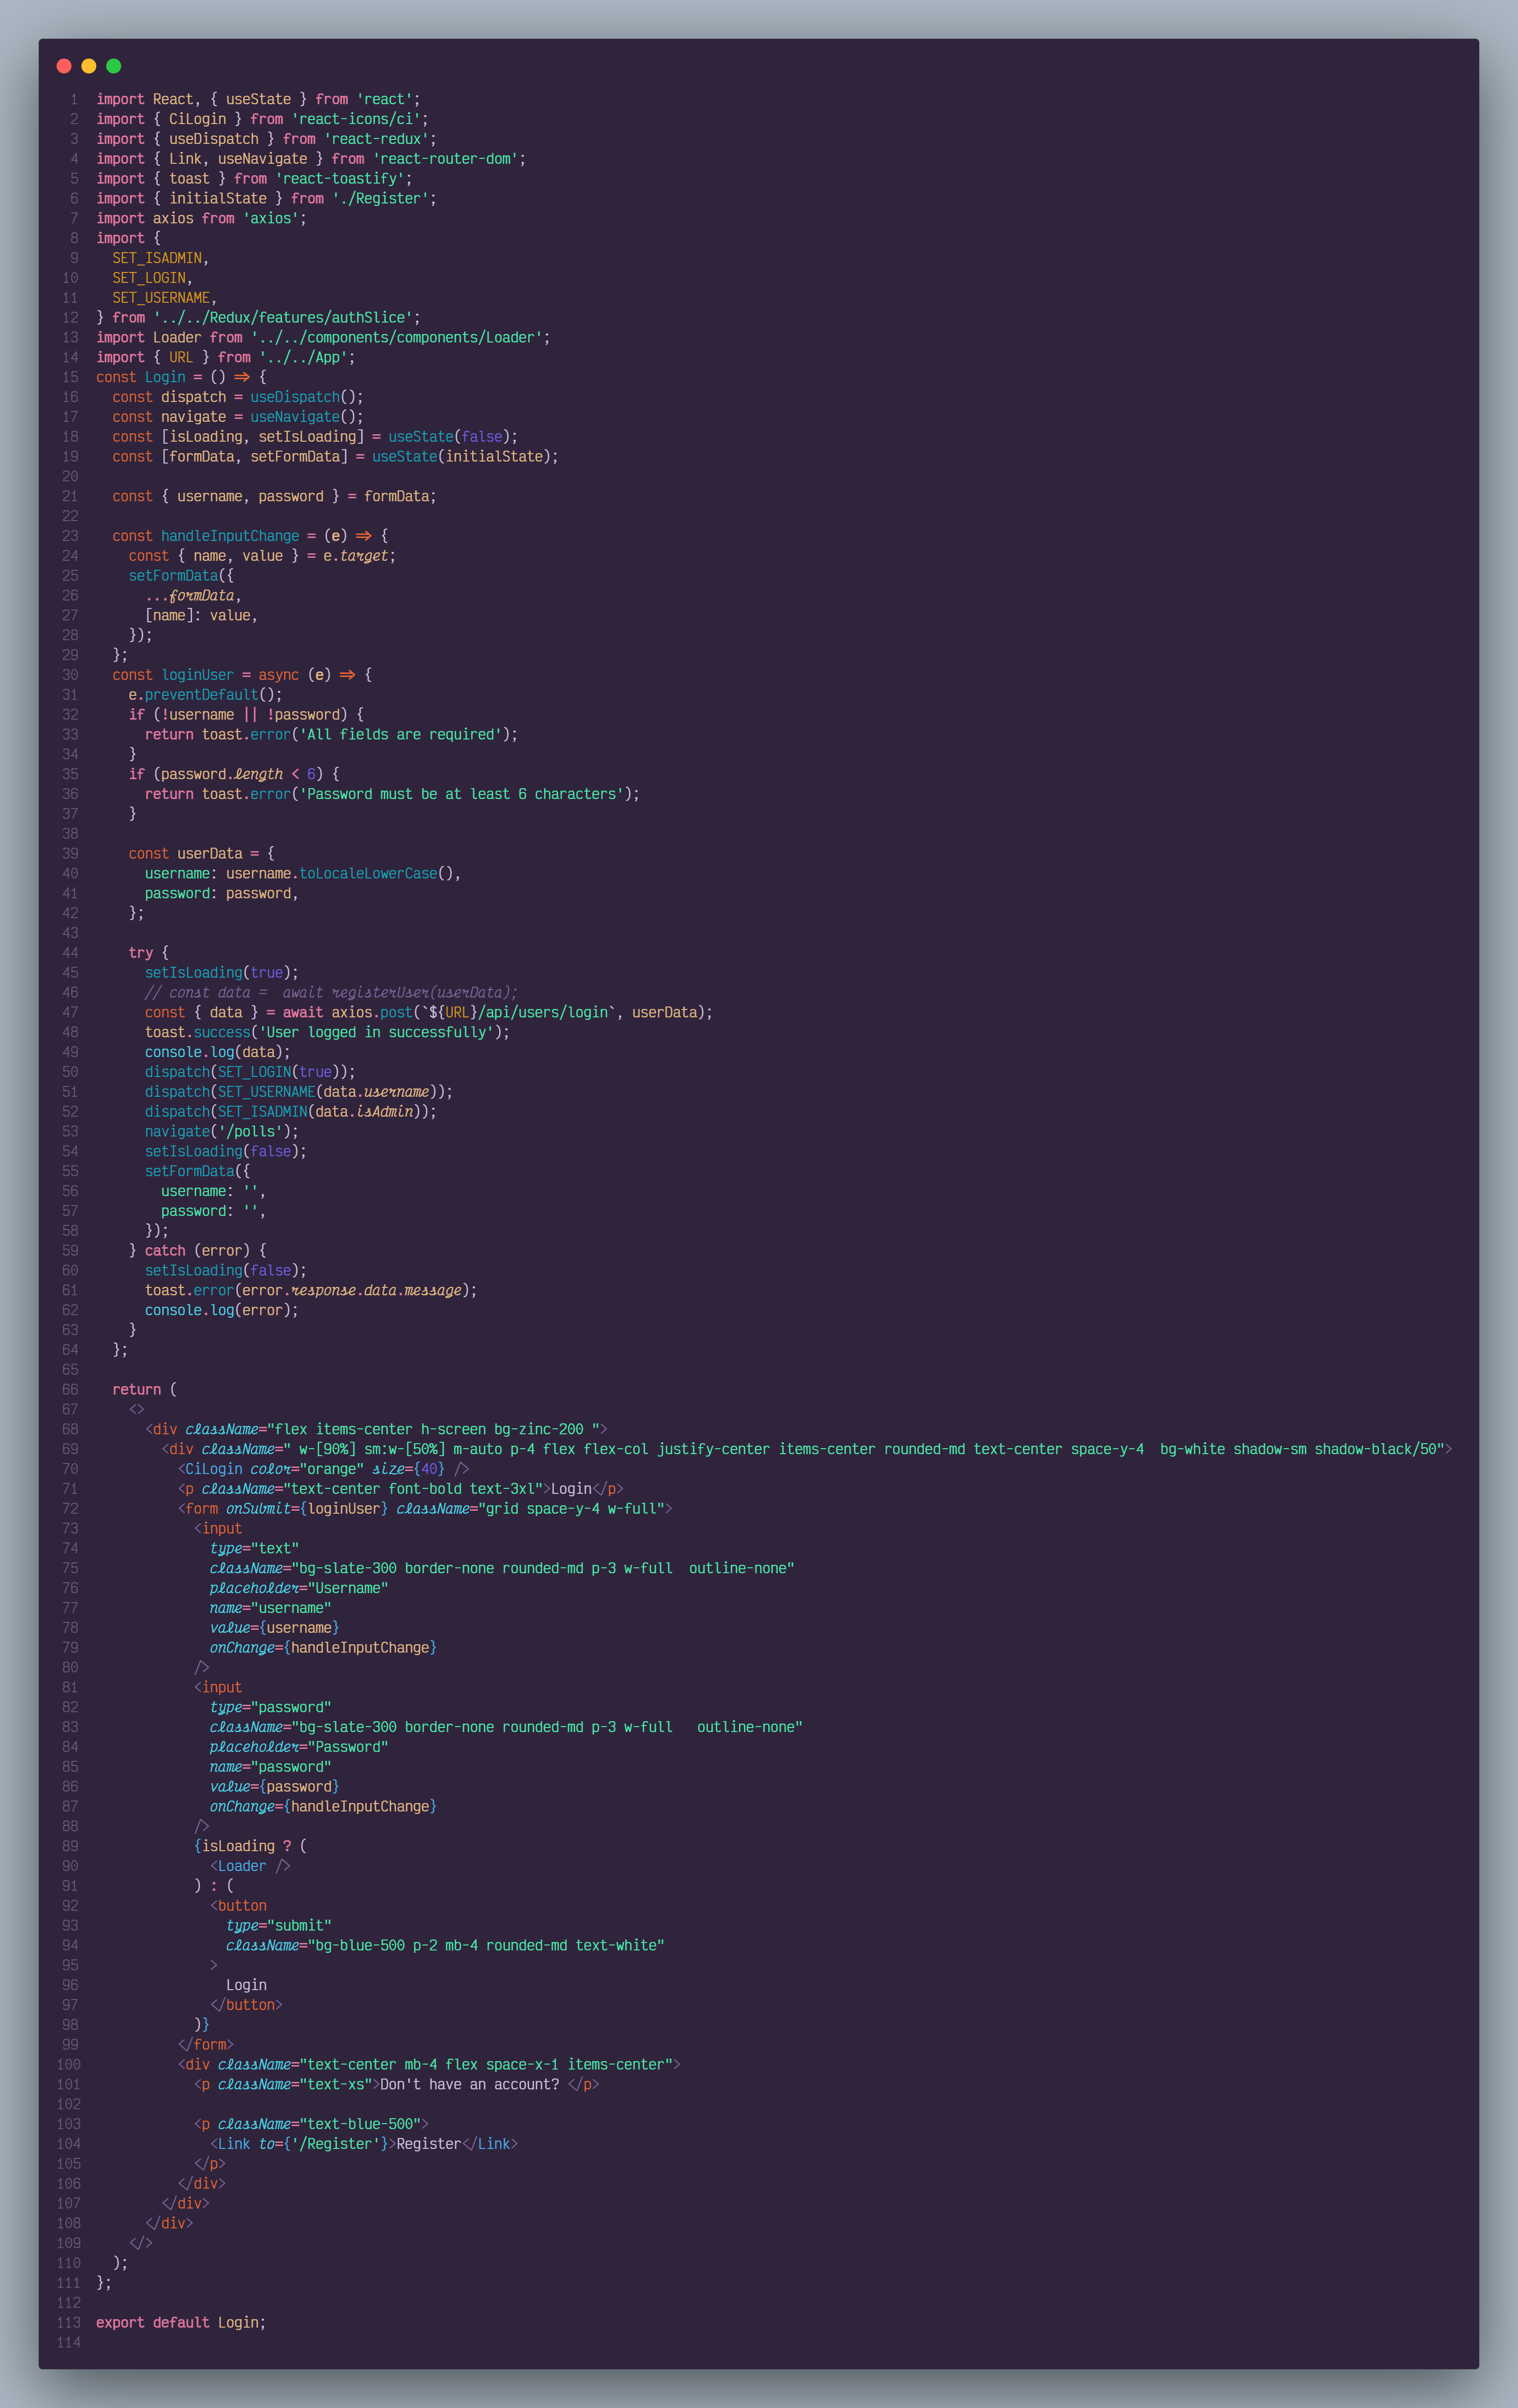 1 import React, { useState } from 'react';
2 import { CiLogin } from 'react-icons/ci';
3 import { useDispatch } from 'react-redux';
4 import { Link, useNavigate } from 'react-router-dom';
5 import { toast } from 'react-toastify';
6 import { initialState } from './Register';
7 import axios from 'axios';
8 import {
9   SET_ISADMIN,
10   SET_LOGIN,
11   SET_USERNAME,
12 } from '../../Redux/features/authSlice';
13 import Loader from '../../components/components/Loader';
14 import { URL } from '../../App';
15 const Login = () => {
16   const dispatch = useDispatch();
17   const navigate = useNavigate();
18   const [isLoading, setIsLoading] = useState(false);
19   const [formData, setFormData] = useState(initialState);
20
21   const { username, password } = formData;
22
23   const handleInputChange = (e) => {
24     const { name, value } = e.target;
25     setFormData({
26       ...formData,
27       [name]: value,
28     });
29   };
30   const loginUser = async (e) => {
31     e.preventDefault();
32     if (!username || !password) {
33       return toast.error('All fields are required');
34     }
35     if (password.length < 6) {
36       return toast.error('Password must be at least 6 characters');
37     }
38
39     const userData = {
40       username: username.toLocaleLowerCase(),
41       password: password,
42     };
43
44     try {
45       setIsLoading(true);
46       // const data =  await registerUser(userData);
47       const { data } = await axios.post(`${URL}/api/users/login`, userData);
48       toast.success('User logged in successfully');
49       console.log(data);
50       dispatch(SET_LOGIN(true));
51       dispatch(SET_USERNAME(data.username));
52       dispatch(SET_ISADMIN(data.isAdmin));
53       navigate('/polls');
54       setIsLoading(false);
55       setFormData({
56         username: '',
57         password: '',
58       });
59     } catch (error) {
60       setIsLoading(false);
61       toast.error(error.response.data.message);
62       console.log(error);
63     }
64   };
65
66   return (
67     <>
68       <div className="flex items-center h-screen bg-zinc-200 ">
69         <div className=" w-[90%] sm:w-[50%] m-auto p-4 flex flex-col justify-center items-center rounded-md text-center space-y-4  bg-white shadow-sm shadow-black/50">
70           <CiLogin color="orange" size={40} />
71           <p className="text-center font-bold text-3xl">Login</p>
72           <form onSubmit={loginUser} className="grid space-y-4 w-full">
73             <input
74               type="text"
75               className="bg-slate-300 border-none rounded-md p-3 w-full  outline-none"
76               placeholder="Username"
77               name="username"
78               value={username}
79               onChange={handleInputChange}
80             />
81             <input
82               type="password"
83               className="bg-slate-300 border-none rounded-md p-3 w-full   outline-none"
84               placeholder="Password"
85               name="password"
86               value={password}
87               onChange={handleInputChange}
88             />
89             {isLoading ? (
90               <Loader />
91             ) : (
92               <button
93                 type="submit"
94                 className="bg-blue-500 p-2 mb-4 rounded-md text-white"
95               >
96                 Login
97               </button>
98             )}
99           </form>
100           <div className="text-center mb-4 flex space-x-1 items-center">
101             <p className="text-xs">Don't have an account? </p>
102
103             <p className="text-blue-500">
104               <Link to={'/Register'}>Register</Link>
105             </p>
106           </div>
107         </div>
108       </div>
109     </>
110   );
111 };
112
113 export default Login;
114